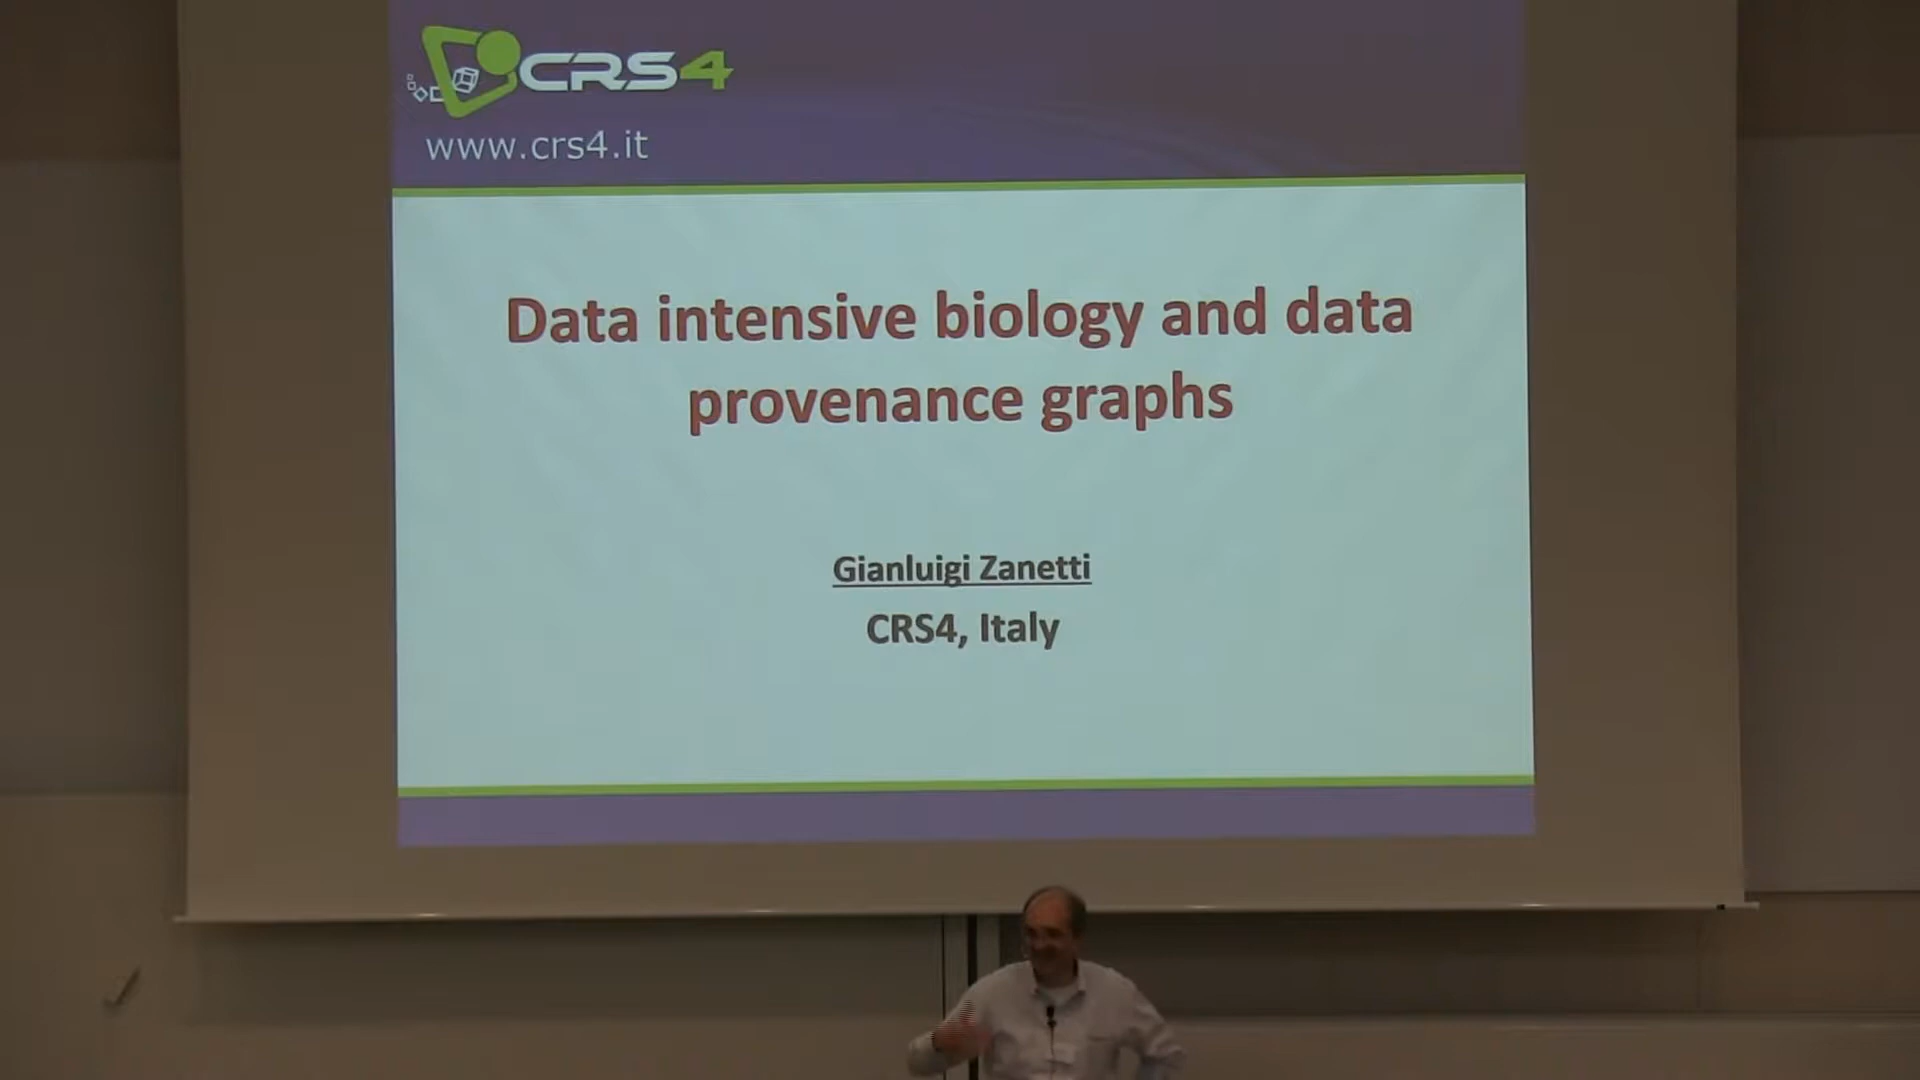 CRS4
www.crs4.it
Data intensive biology and data
provenance graphs
Gianluigi Zanetti
CRS4, Italy